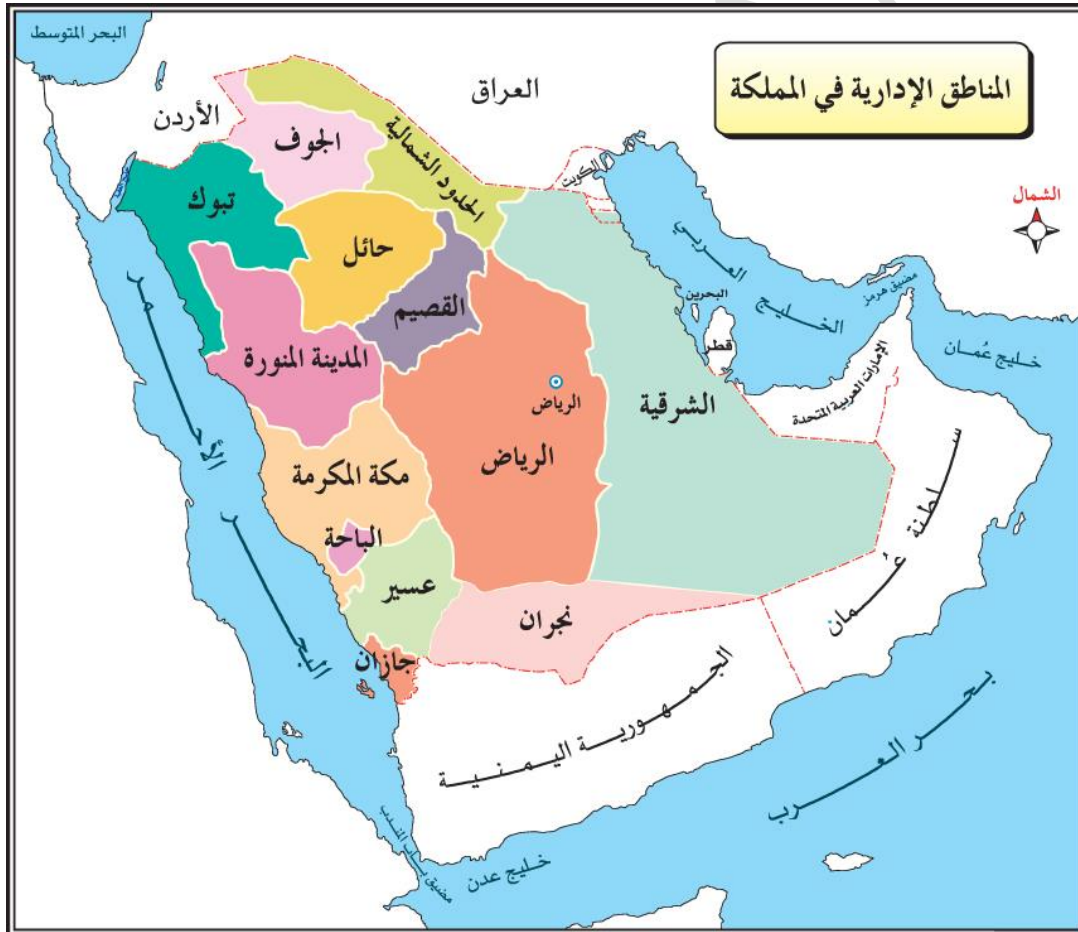 البحر المتوسط
المناطق الإدارية في المملكة
العراق
الأردن
الجوف
الحدود الشمالية
الكويت
الشمال
تبوك
حائل
القصيم
الخليج العربي
البحرين
مضيق هرمز
قطر
خليج عُمان
المدينة المنورة
الإمارات العربية المتحدة
الرياض
الشرقية
الرياض
مكة المكرمة
سلطنة عُمان
الباحة
عسير
نجران
جازان
البحر الأحمر
الجمهورية اليمنية
بحر العرب
مضيق باب المندب
خليج عدن